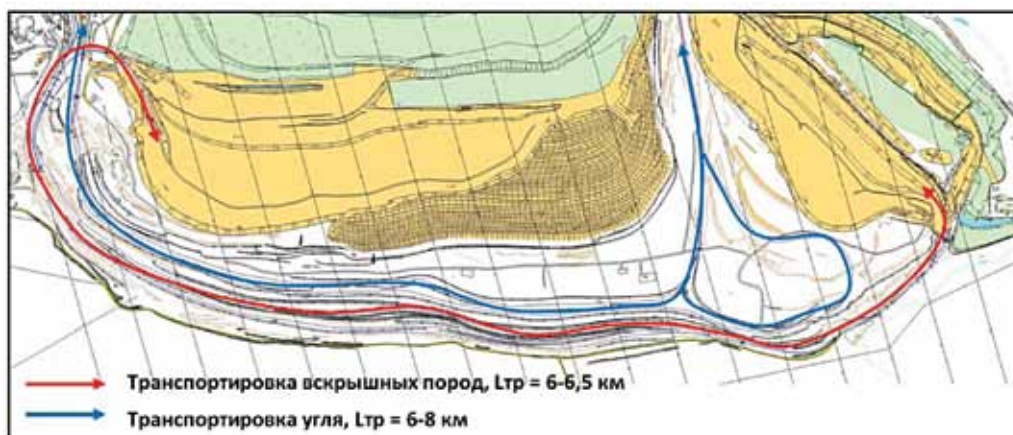 Транспортировка вскрышных пород, Lтр = 6-6,5 км
Транспортировка угля, Lтр = 6-8 км